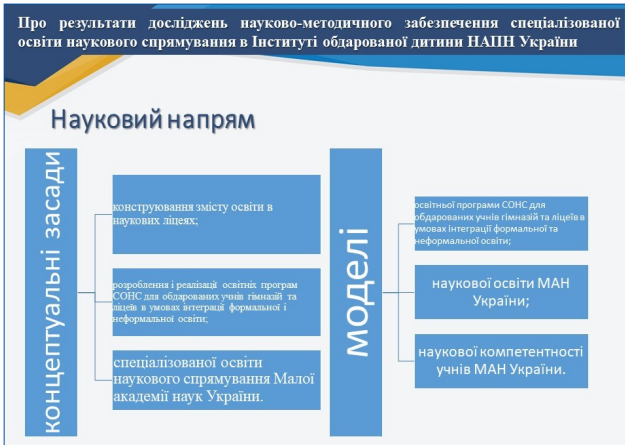 Про результати досліджень науково-методичного забезпечення спеціалізованої
освіти наукового спрямування в Інституті обдарованої дитини НАПН України
Науковий напрям
концептуальні засади
конструювання змісту освіти в
наукових ліцеях;
розроблення і реалізації освітніх програм
СОНС для обдарованих учнів гімназій та
ліцеїв в умовах інтеграції формальної і
неформальної освіти;
спеціалізованої освіти
наукового спрямування Малої
академії наук України.
моделі
освітньої програми СОНС для
обдарованих учнів гімназій та ліцеїв в
умовах інтеграції формальної та
неформальної освіти;
наукової освіти МАН
України;
наукової компетентності
учнів МАН України.